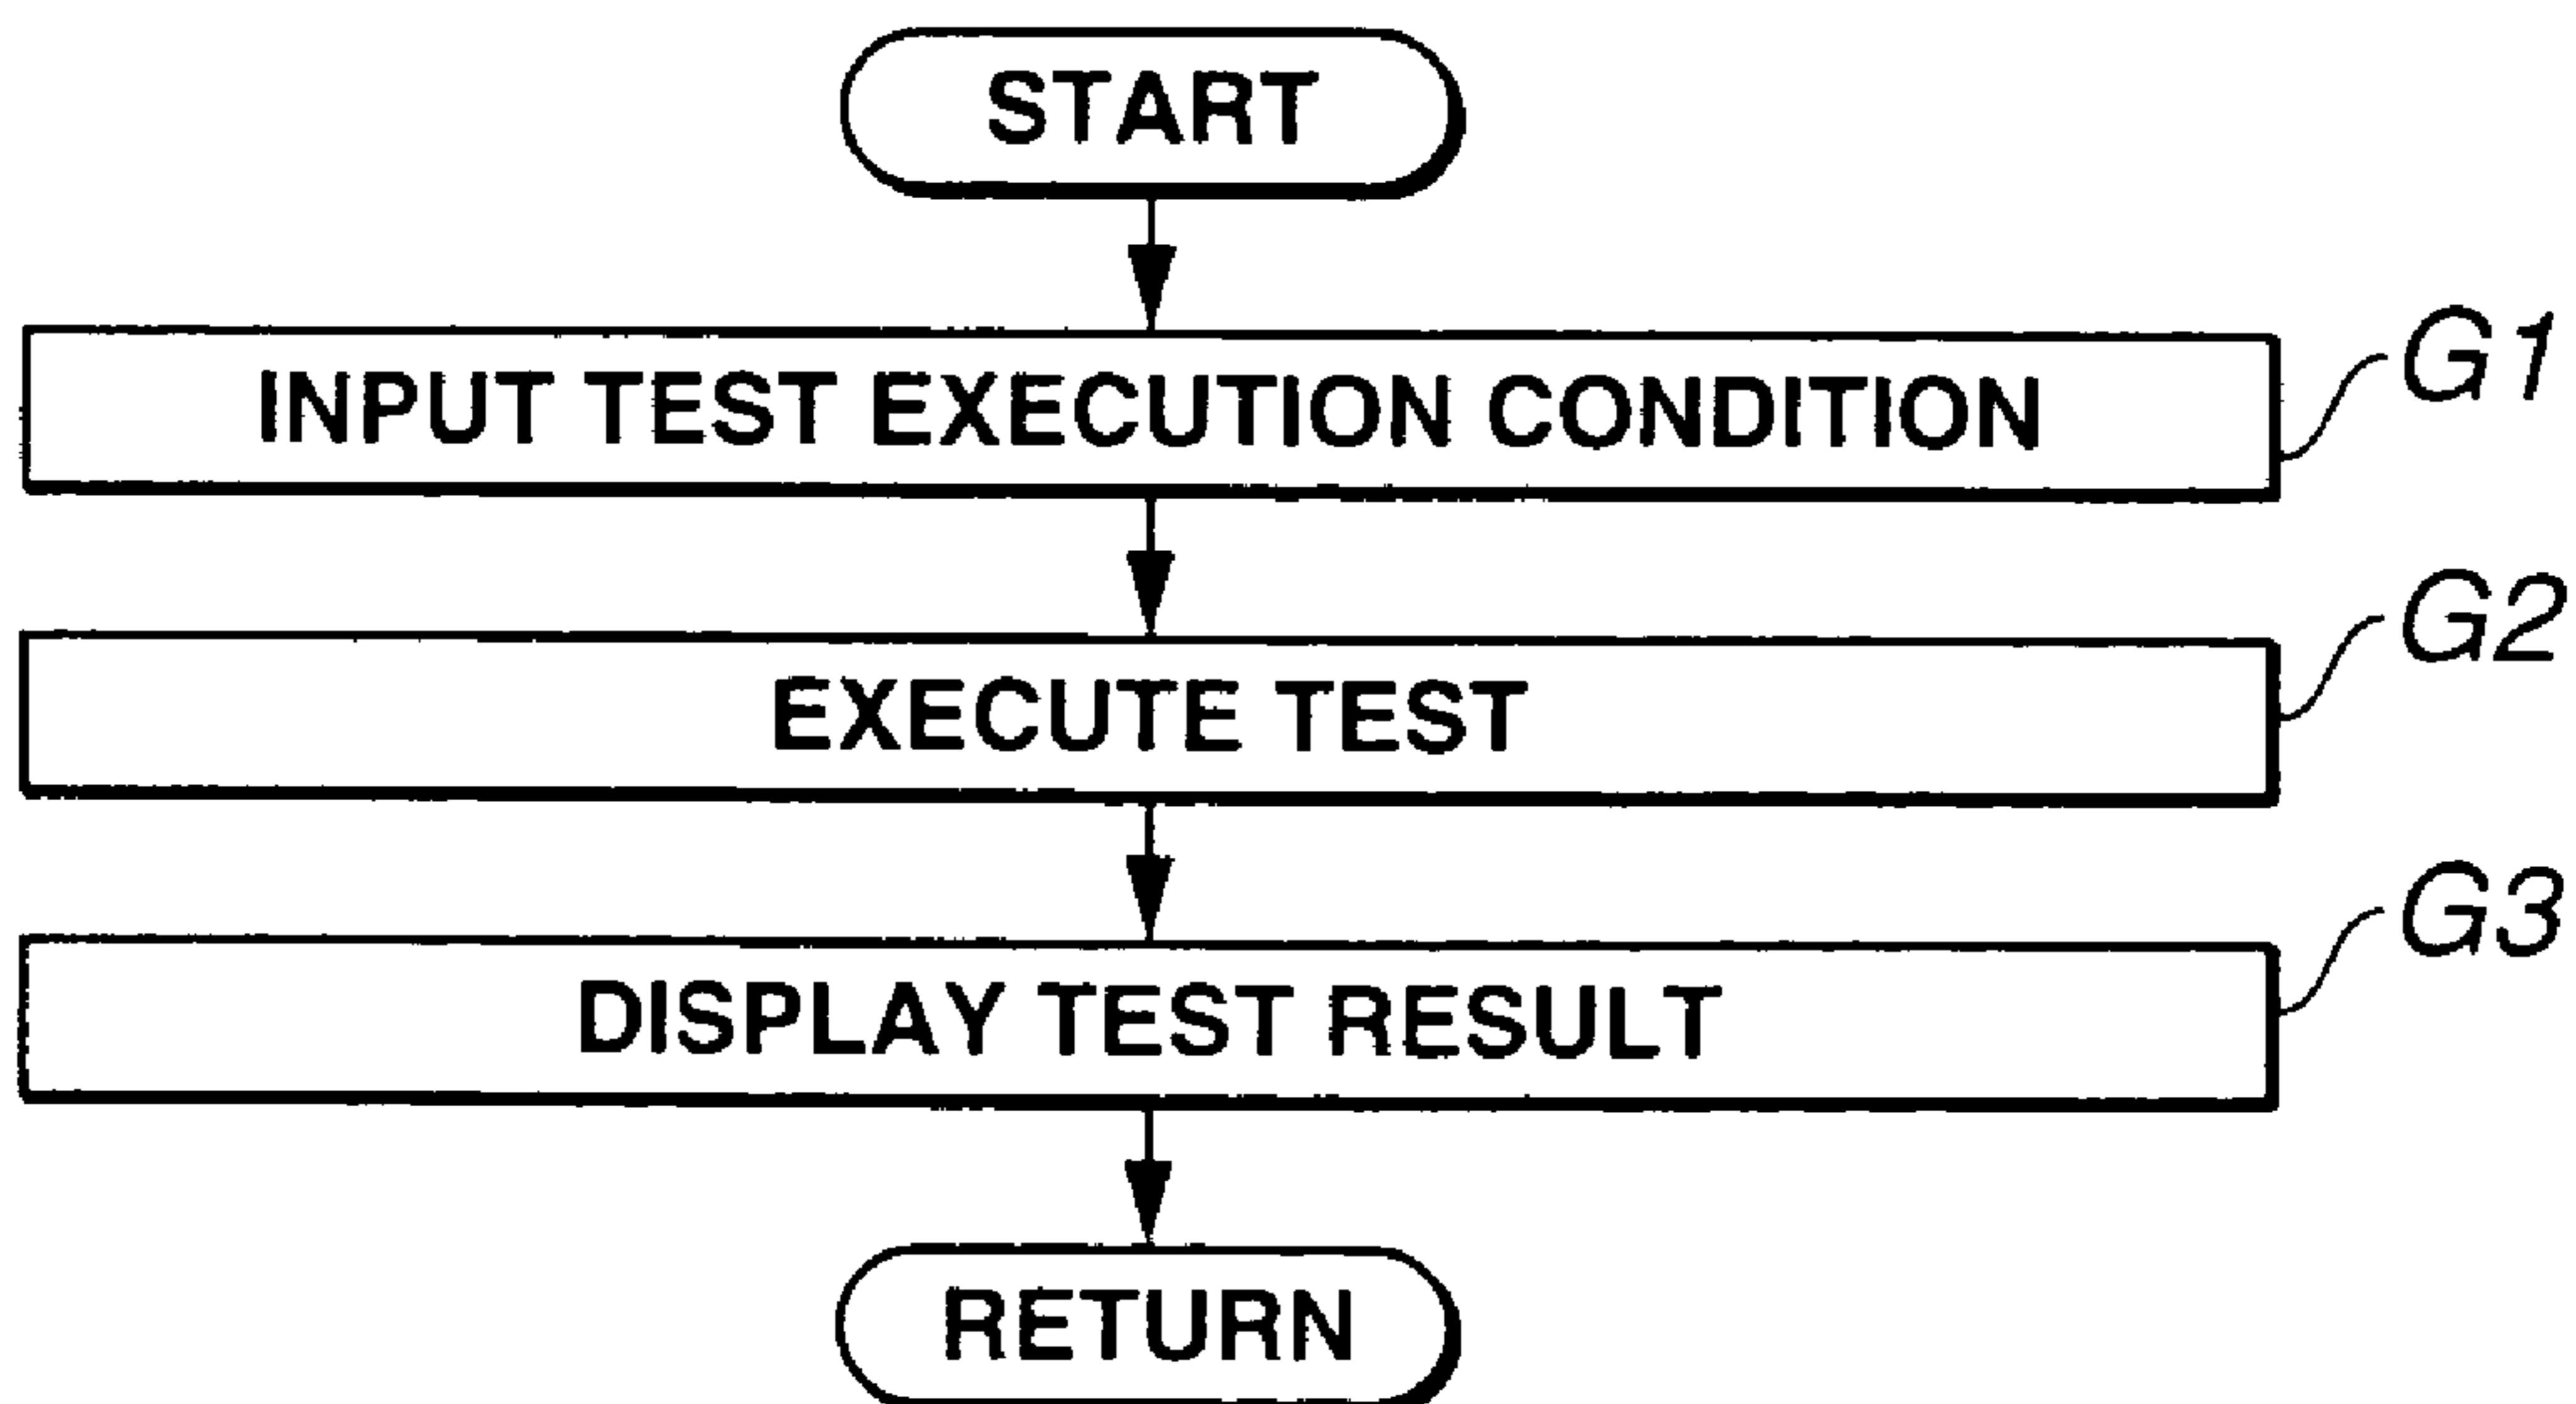 START
INPUT TEST EXECUTION CONDITION
G1
EXECUTE TEST
G2
DISPLAY TEST RESULT
G3
RETURN